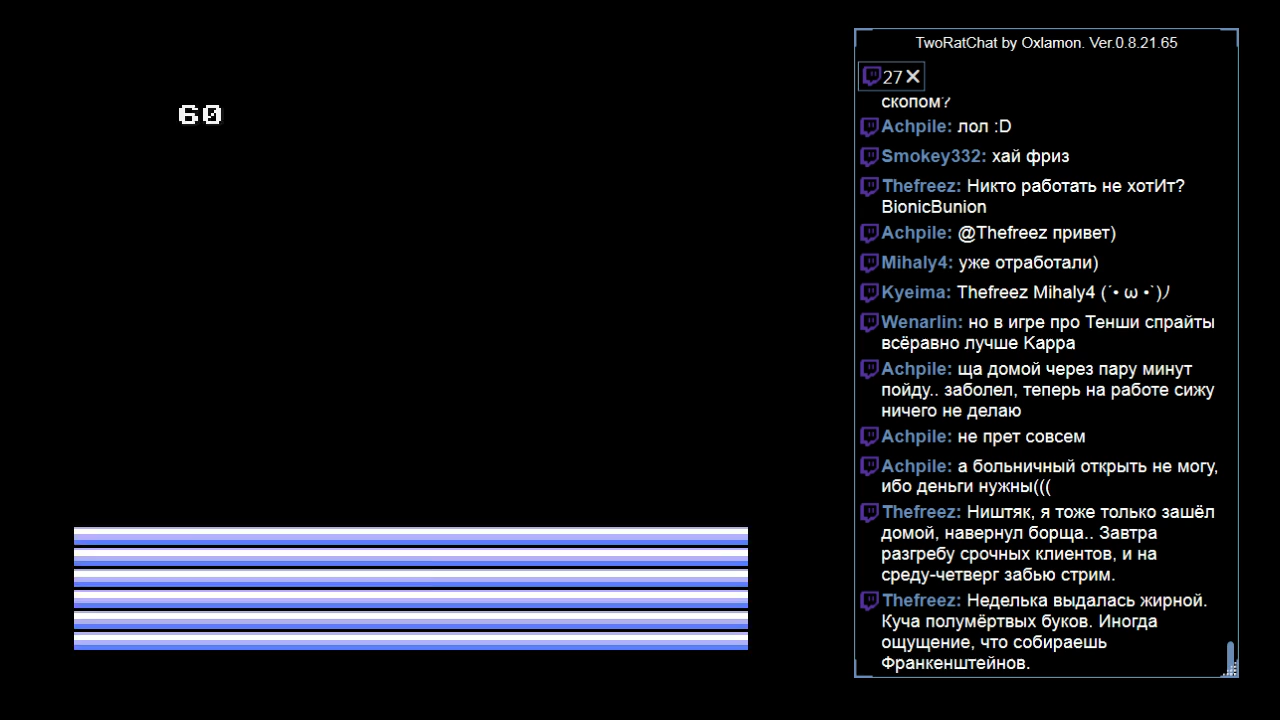 60
TwoRatChat by Oxlamon. Ver.0.8.21.65
27
скопом?
Achpile: лол :D
Smokey332: хай фриз
Thefreez: Никто работать не хотИт?
BionicBunion
Achpile: @Thefreez привет)
Mihaly4: уже отработали)
Kyeima: Thefreez Mihaly4 (´• ω •`)ﾉ
Wenarlin: но в игре про Тенши спрайты
всёравно лучше Kappa
Achpile: ща домой через пару минут
пойду.. заболел, теперь на работе сижу
ничего не делаю
Achpile: не прет совсем
Achpile: а больничный открыть не могу,
ибо деньги нужны(((
Thefreez: Ништяк, я тоже только зашёл
домой, навернул борща.. Завтра
разгребу срочных клиентов, и на
среду-четверг забью стрим.
Thefreez: Неделька выдалась жирной.
Куча полумёртвых буков. Иногда
ощущение, что собираешь
Франкенштейнов.